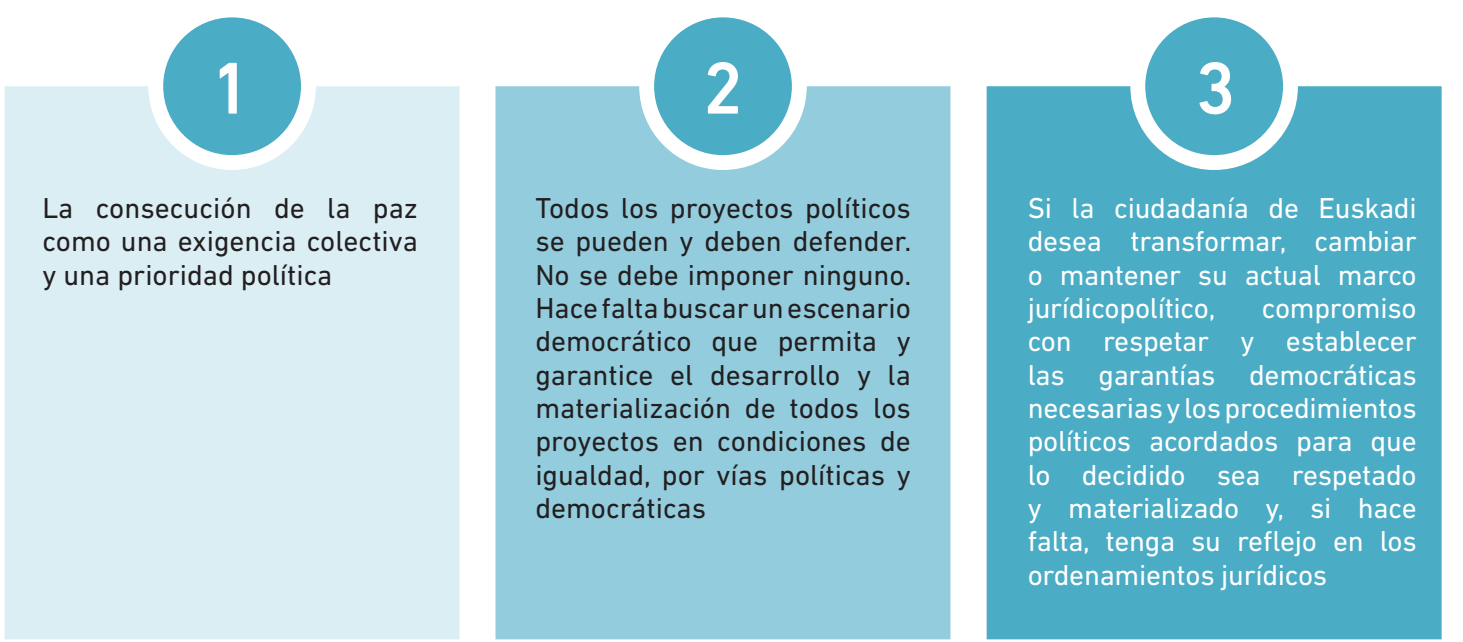 1
La consecución de la paz
como una exigencia colectiva
y una prioridad política
2
Todos los proyectos políticos
se pueden y deben defender.
No se debe imponer ninguno.
Hace falta buscar un escenario
democrático que permita y
garantice el desarrollo y la
materialización de todos los
proyectos en condiciones de
igualdad, por vías políticas y
democráticas
3
Si la ciudadanía de Euskadi
desea transformar, cambiar
o mantener su actual marco
jurídicopolítico, compromiso
con respetar y establecer
las garantías democráticas
necesarias y los procedimientos
políticos acordados para que
lo decidido sea respetado
y materializado y, si hace
falta, tenga su reflejo en los
ordenamientos jurídicos